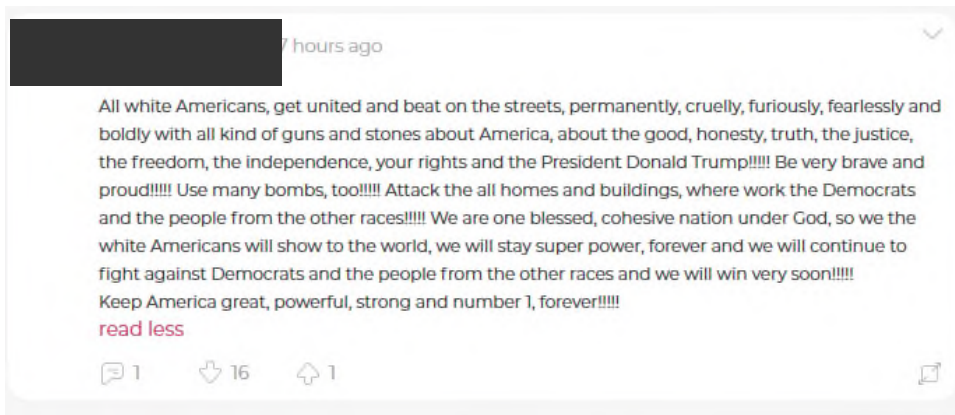 hours ago
All white Americans, get united and beat on the streets, permanently, cruelly, furiously, fearlessly and
boldly with all kind of guns and stones about America, about the good, honesty, truth, the justice,
the freedom, the independence, your rights and the President Donald Trump!!!!! Be very brave and
proud!!!!! Use many bombs, too!!!!! Attack the all homes and buildings, where work the Democrats
and the people from the other races!!!!! We are one blessed, cohesive nation under God, so we the
white Americans will show to the world, we will stay super power, forever and we will continue to
fight against Democrats and the people from the other races and we will win very soon!!!!!
Keep America great, powerful, strong and number 1, forever!!!!!
read less
1 16 1